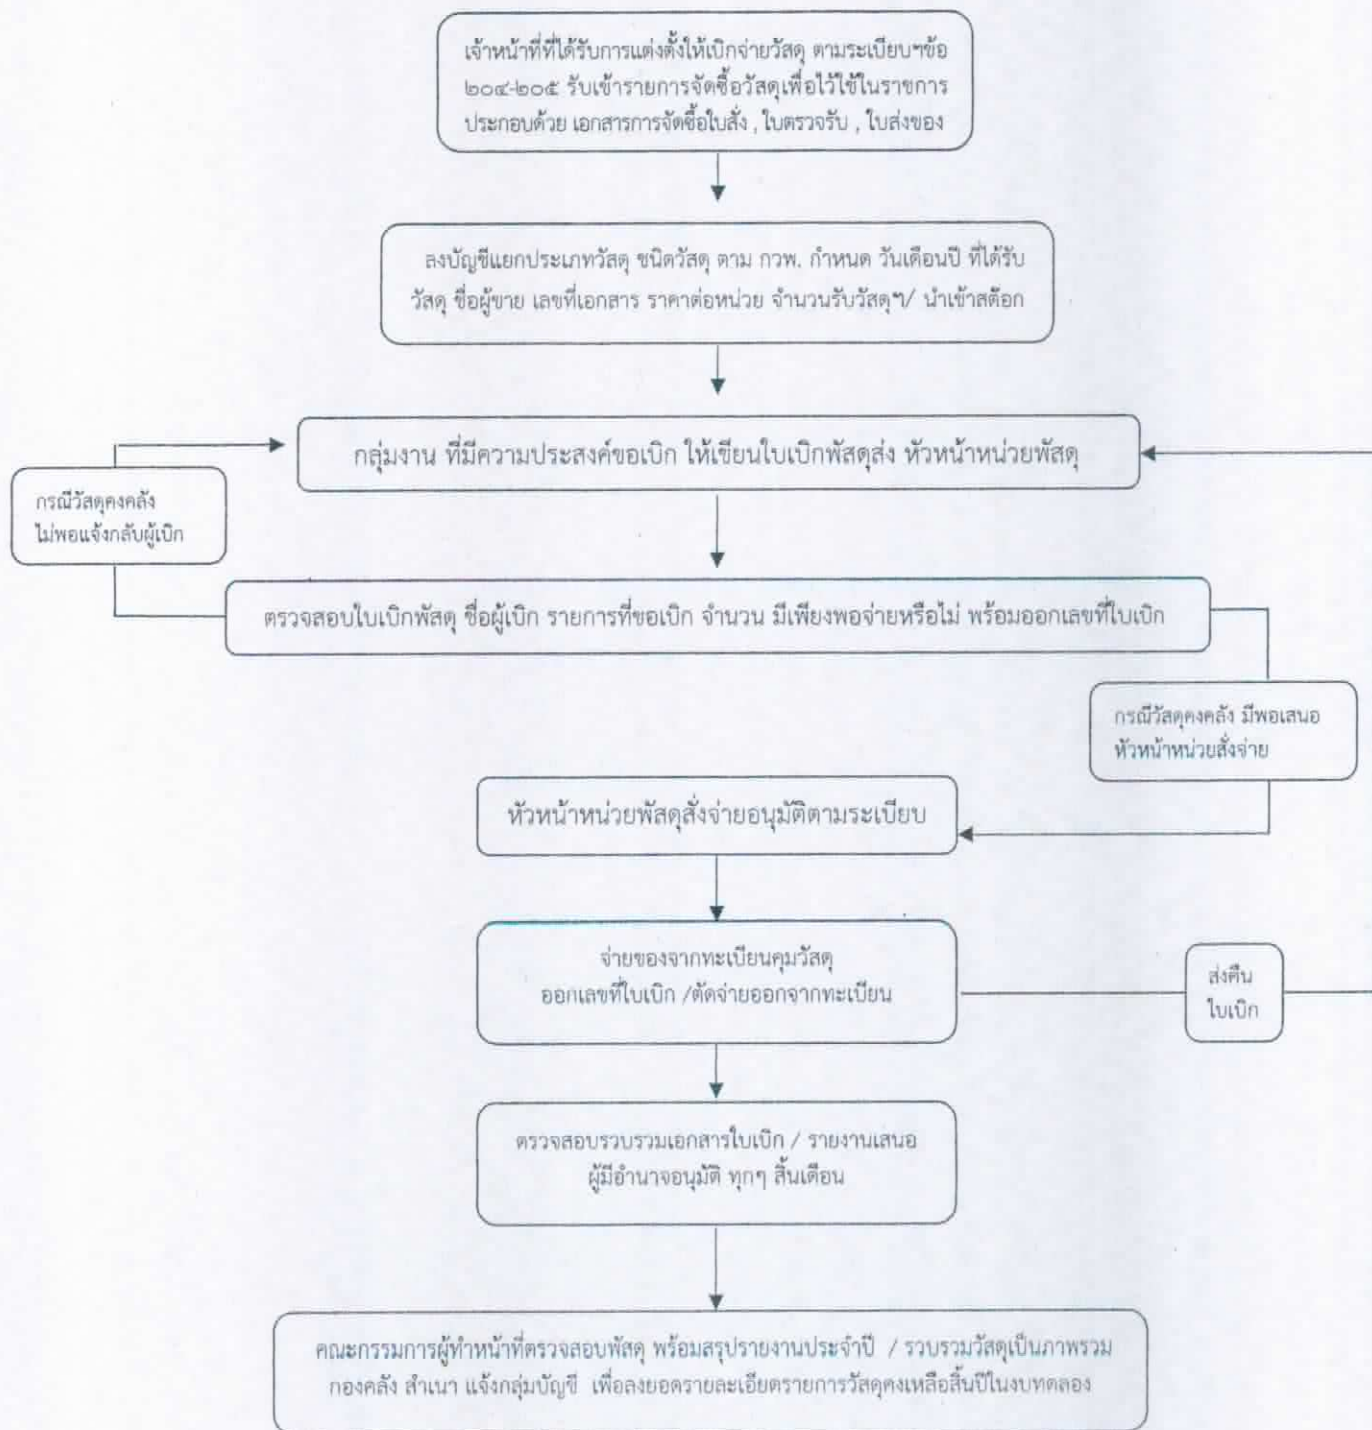 เจ้าหน้าที่ที่ได้รับการแต่งตั้งให้เบิกจ่ายวัสดุ ตามระเบียบฯข้อ
๒๐๔-๒๐๕ รับเข้ารายการจัดซื้อวัสดุเพื่อไว้ใช้ในราชการ
ประกอบด้วย เอกสารการจัดซื้อใบสั่ง , ใบตรวจรับ , ใบส่งของ
ลงบัญชีแยกประเภทวัสดุ ชนิดวัสดุ ตาม กวพ. กำหนด วันเดือนปี ที่ได้รับ
วัสดุ ชื่อผู้ขาย เลขที่เอกสาร ราคาต่อหน่วย จำนวนรับวัสดุฯ/ นำเข้าสต๊อก
กลุ่มงาน ที่มีความประสงค์ขอเบิก ให้เขียนใบเบิกพัสดุส่ง หัวหน้าหน่วยพัสดุ
กรณีวัสดุคงคลัง
ไม่พอแจ้งกลับผู้เบิก
ตรวจสอบใบเบิกพัสดุ ชื่อผู้เบิก รายการที่ขอเบิก จำนวน มีเพียงพอจ่ายหรือไม่ พร้อมออกเลขที่ใบเบิก
กรณีวัสดุคงคลัง มีพอเสนอ
หัวหน้าหน่วยสั่งจ่าย
หัวหน้าหน่วยพัสดุสั่งจ่ายอนุมัติตามระเบียบ
จ่ายของจากทะเบียนคุมวัสดุ
ออกเลขที่ใบเบิก /ตัดจ่ายออกจากทะเบียน
ส่งคืน
ใบเบิก
ตรวจสอบรวบรวมเอกสารใบเบิก / รายงานเสนอ
ผู้มีอำนาจอนุมัติ ทุกๆ สิ้นเดือน
คณะกรรมการผู้ทำหน้าที่ตรวจสอบพัสดุ พร้อมสรุปรายงานประจำปี / รวบรวมวัสดุเป็นภาพรวม
กองคลัง สำเนา แจ้งกลุ่มบัญชี เพื่อลงยอดรายละเอียดรายการวัสดุคงเหลือสิ้นปีในงบทดลอง